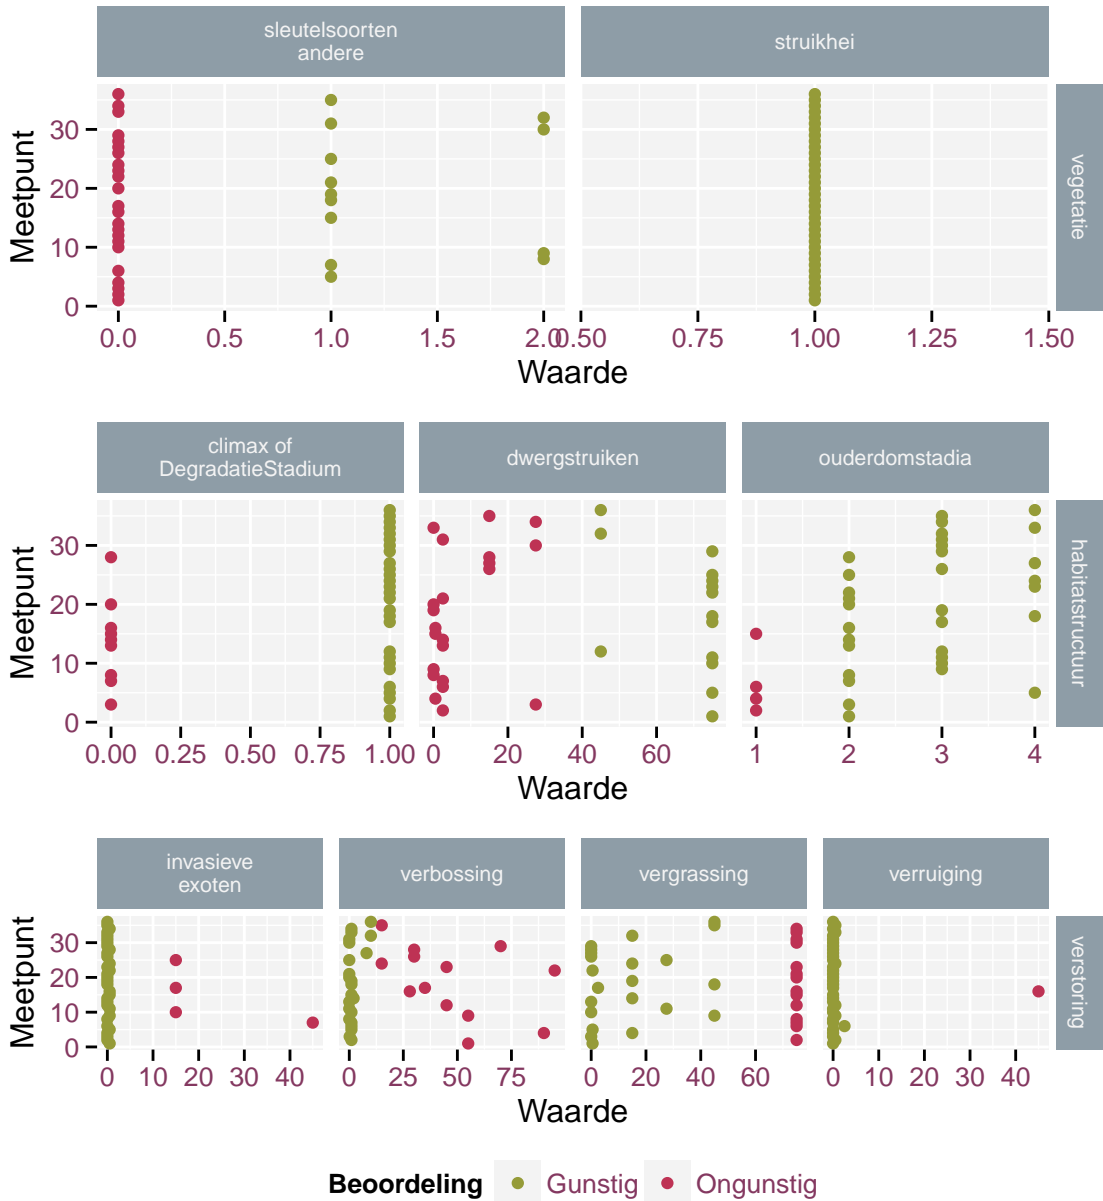 sleutelsoorten
andere
struikhei
Meetpunt
30
20
10
0
vegetatie
0.0 0.5 1.0 1.5 2.0 0.50 0.75 1.00 1.25 1.50
Waarde
climax of
DegradatieStadium
dwergstruiken
ouderdomstadia
Meetpunt
30
20
10
0
habitatstructuur
0.00 0.25 0.50 0.75 1.00 0 20 40 60 1 2 3 4
Waarde
invasieve
exoten
verbossing
vergrassing
verruiging
Meetpunt
30
20
10
0
verstoring
0 10 20 30 40 0 25 50 75 0 20 40 60 0 10 20 30 40
Waarde
Beoordeling Gunstig Ongunstig